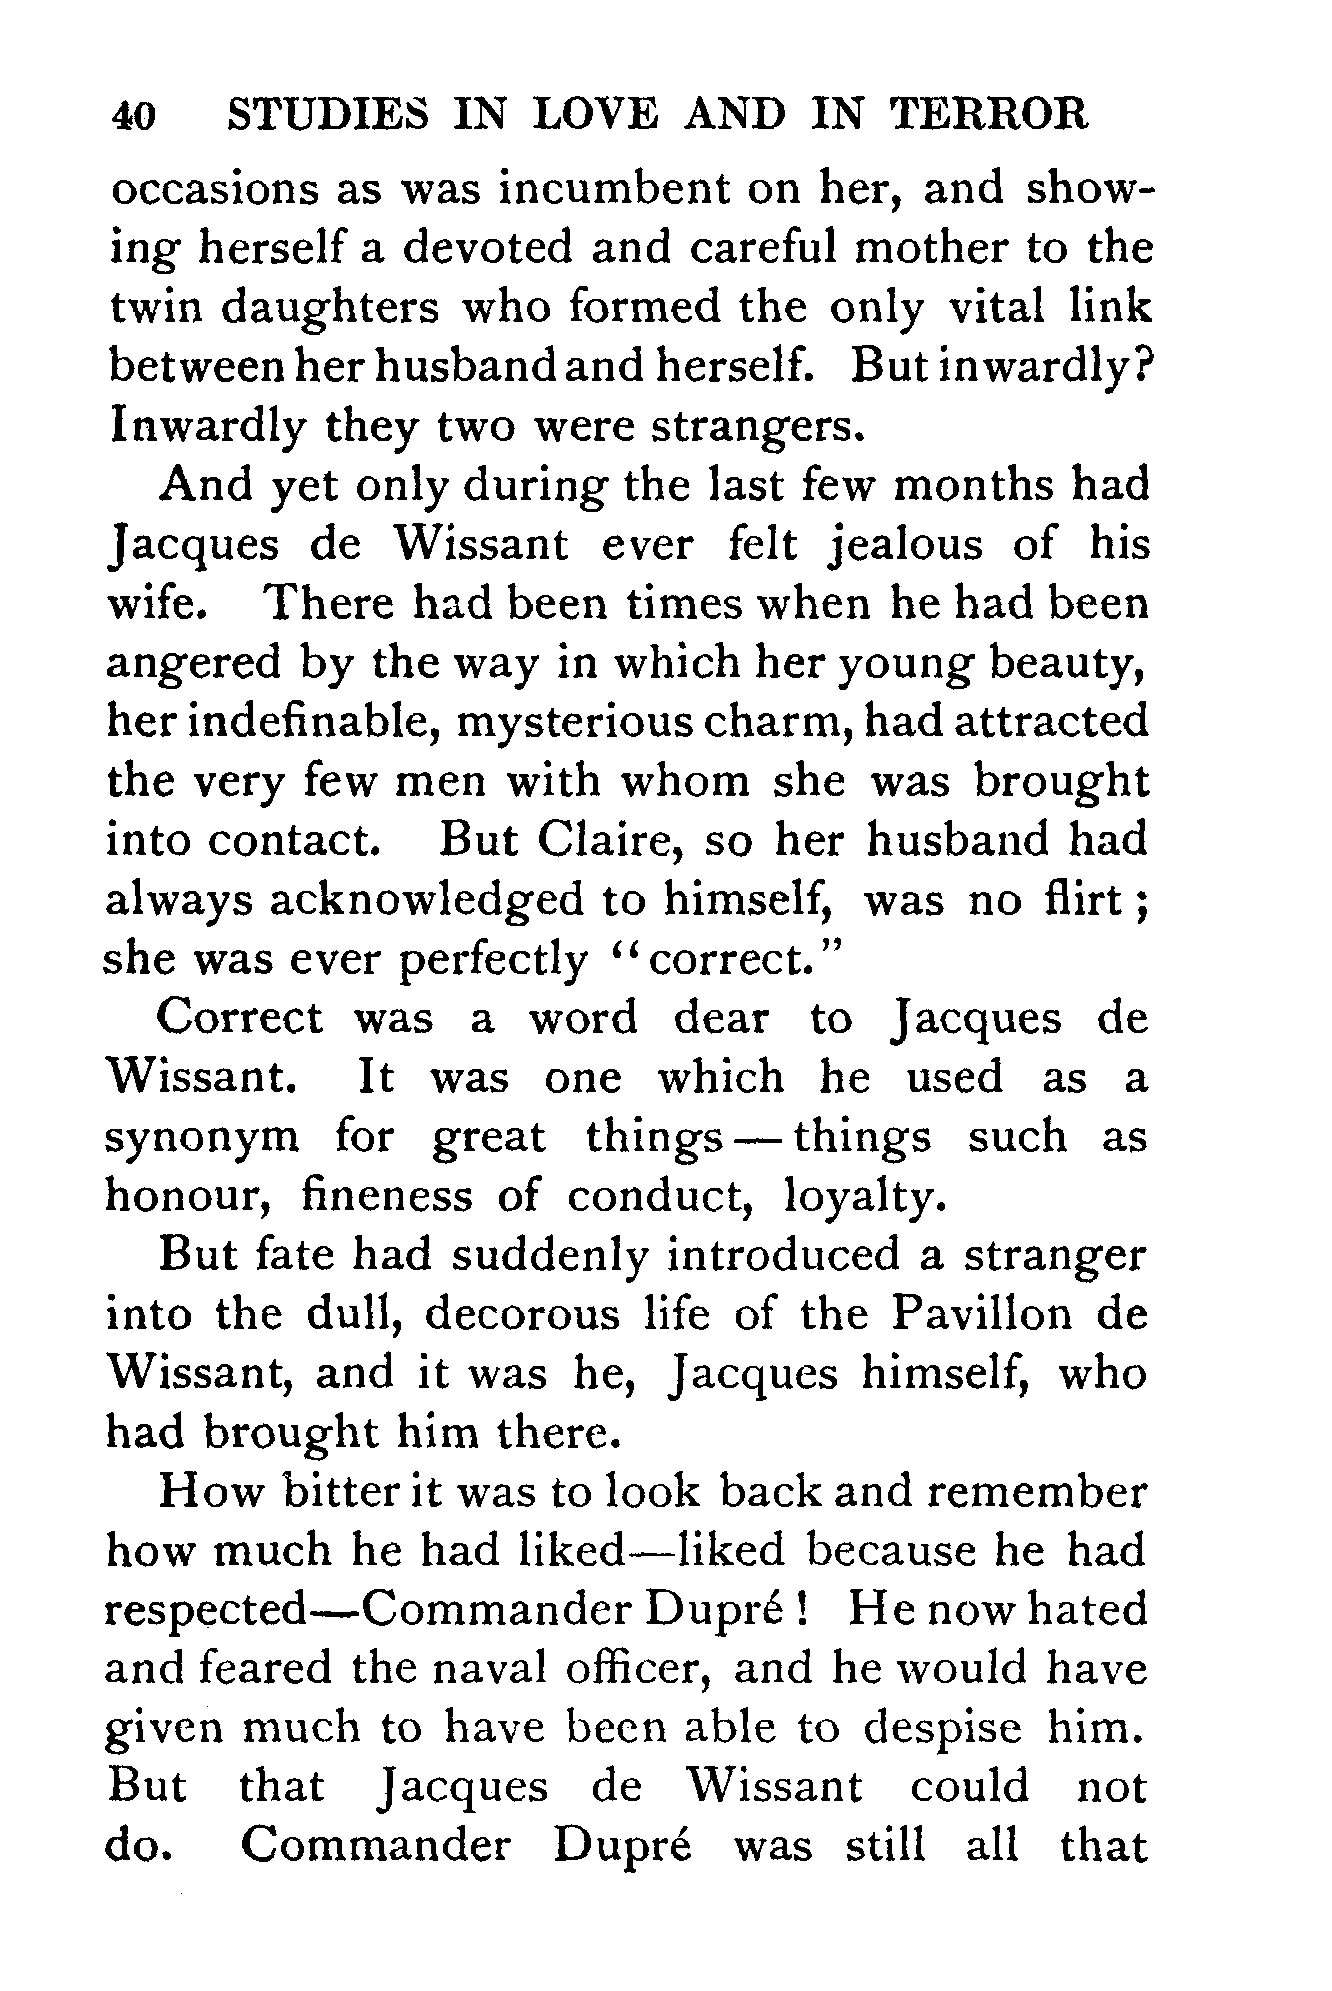 40 STUDIES IN LOVE AND IN TERROR
occasions as was incumbent on her, and show-
ing herself a devoted and careful mother to the
twin daughters who formed the only vital link
between her husband and herself. But inwardly?
Inwardly they two were strangers.
And yet only during the last few months had
Jacques de Wissant ever felt jealous of his
wife. There had been times when he had been
angered by the way in which her young beauty,
her indefinable, mysterious charm, had attracted
the very few men with whom she was brought
into contact. But Claire, so her husband had
always acknowledged to himself, was no flirt ;
she was ever perfectly “correct.”
Correct was a word dear to Jacques de
Wissant. It was one which he used as a
synonym for great things — things such as
honour, fineness of conduct, loyalty.
But fate had suddenly introduced a stranger
into the dull, decorous life of the Pavillon de
Wissant, and it was he, Jacques himself, who
had brought him there.
How bitter it was to look back and remember
how much he had liked—liked because he had
respected—Commander Dupré ! He now hated
and feared the naval officer, and he would have
given much to have been able to despise him.
But that Jacques de Wissant could not
do. Commander Dupré was still all that